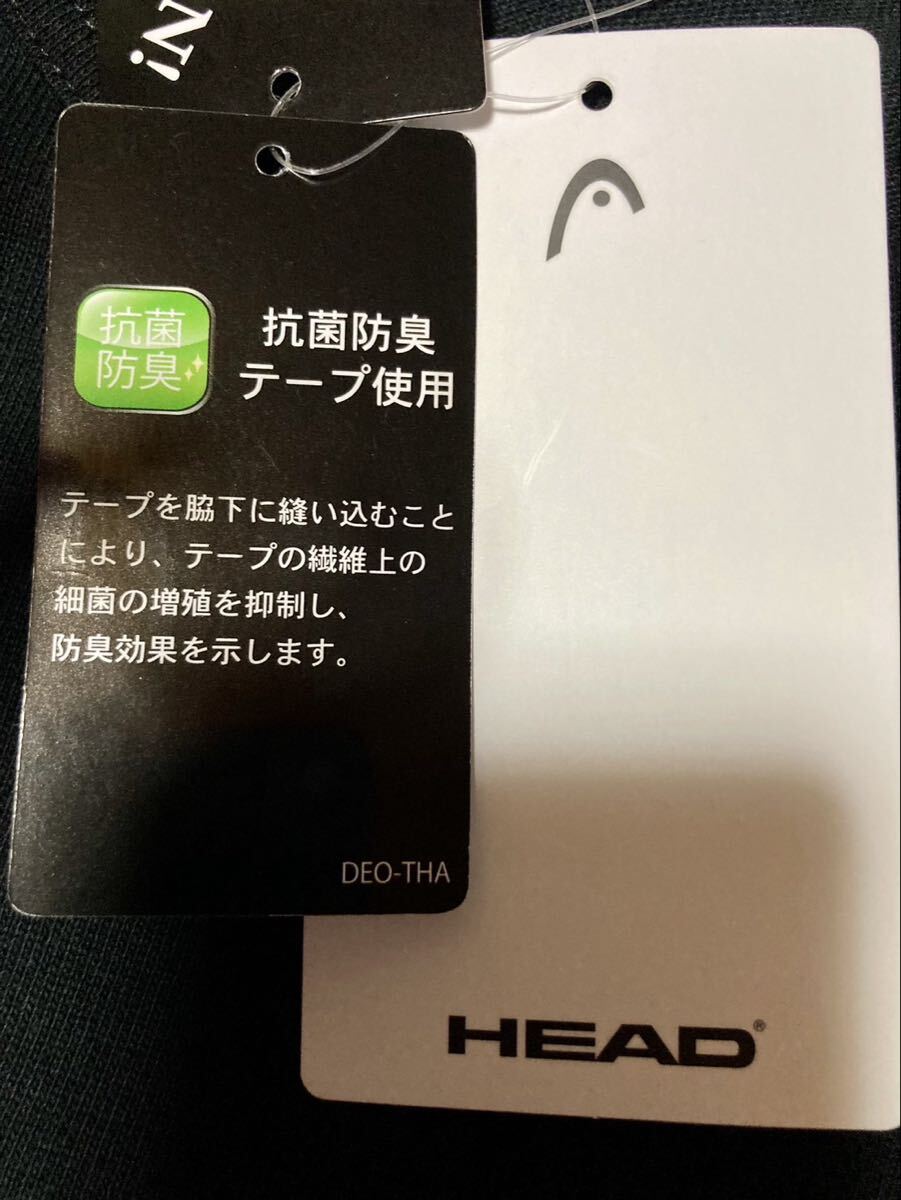 N!
抗菌
防臭
抗菌防臭
テープ使用
テープを脇下に縫い込むこと
により、テープの繊維上の
細菌の増殖を抑制し、
防臭効果を示します。
DEO-THA
HEAD®